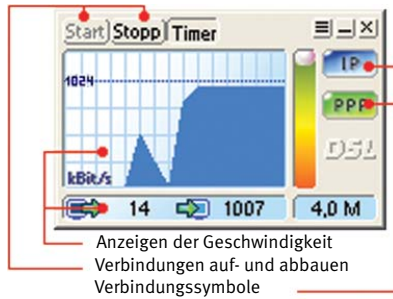 Start Stopp Timer
1024
IP
PPP
DSL
kBit/s
14 1007 4,0 M
Anzeigen der Geschwindigkeit
Verbindungen auf- und abbauen
Verbindungssymbole